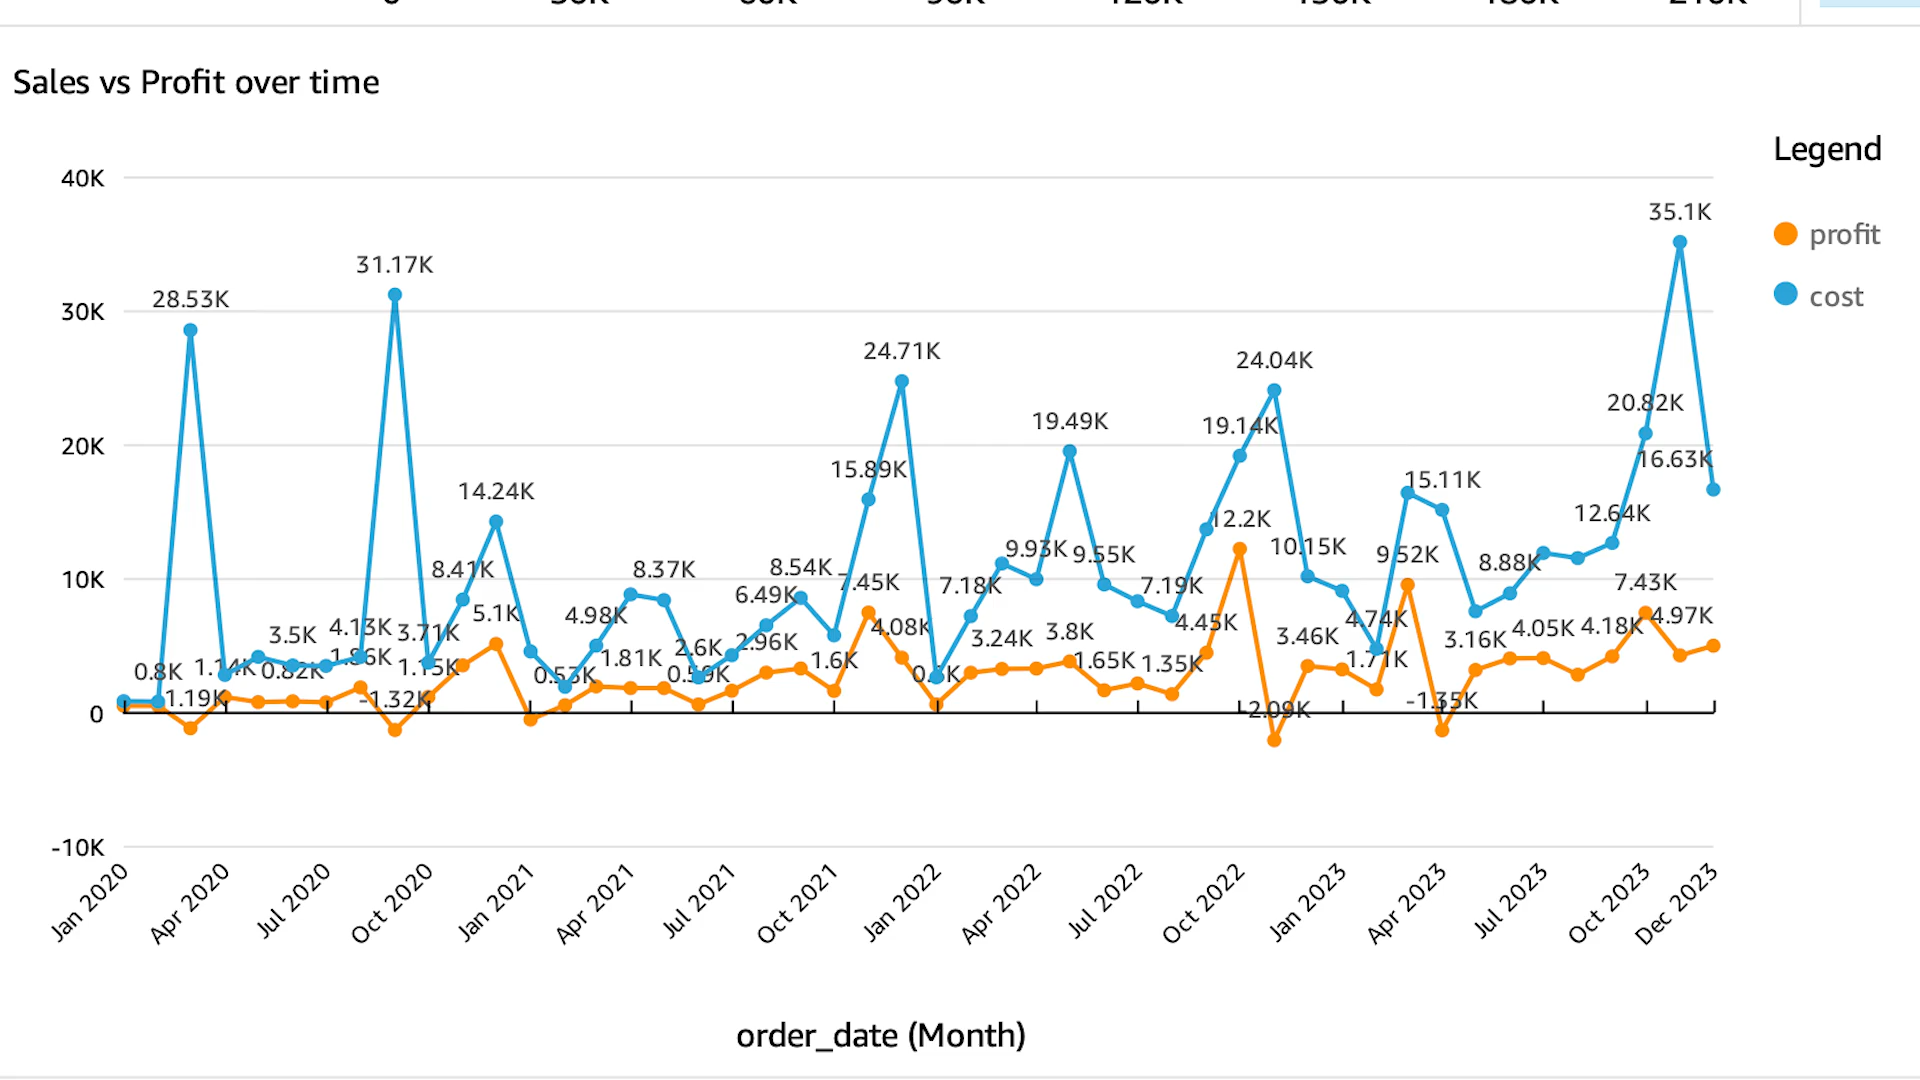 Sales vs Profit over time
Legend
profit
cost
40K
30K
20K
10K
0
-10K
35.1K
31.17K
28.53K
24.71K
24.04K
20.82K
19.49K
19.14K
15.89K
16.63K
14.24K
15.11K
12.64K
12.2K
8.41K
8.37K
8.54K
9.93K
9.55K
10.15K
9.52K
8.88K
7.45K
7.18K
7.19K
7.43K
6.49K
5.1K
4.98K
4.13K
3.5K
3.71K
4.08K
4.45K
4.74K
4.97K
2.96K
3.24K
3.8K
3.46K
3.16K
4.05K
4.18K
0.8K
0.82K
1.15K
1.81K
2.6K
1.6K
1.65K
1.35K
1.71K
-1.32K
-2.09K
-1.35K
Jan 2020
Apr 2020
Jul 2020
Oct 2020
Jan 2021
Apr 2021
Jul 2021
Oct 2021
Jan 2022
Apr 2022
Jul 2022
Oct 2022
Jan 2023
Apr 2023
Jul 2023
Oct 2023
Dec 2023
order_date (Month)